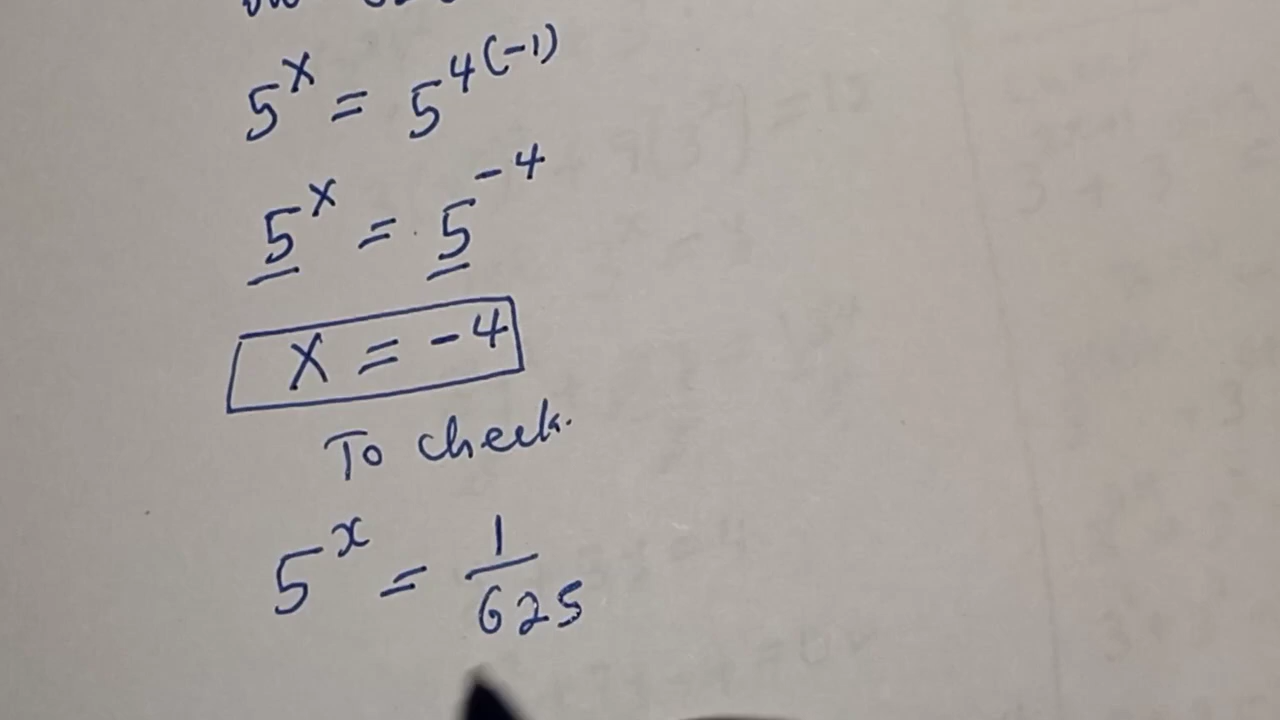 5^x = 5^4(-1)
5^x = 5^-4
x = -4
To check.
5^x = 1/625